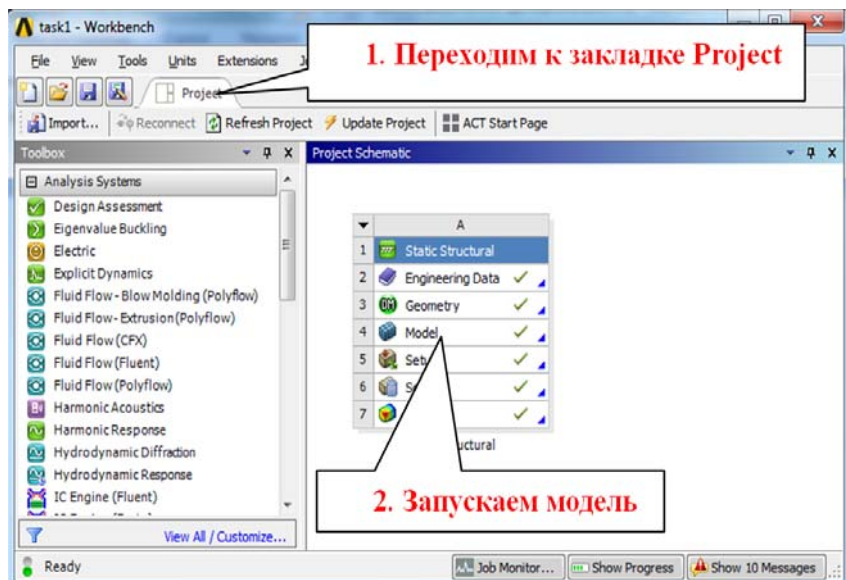 task1 - Workbench
File View Tools Units Extensions
1. Переходим к закладке Project
Project
Import... Reconnect Refresh Project Update Project ACT Start Page
Toolbox
Project Schematic
Analysis Systems
Design Assessment
Eigenvalue Buckling
Electric
Explicit Dynamics
Fluid Flow - Blow Molding (Polyflow)
Fluid Flow - Extrusion (Polyflow)
Fluid Flow (CFX)
Fluid Flow (Fluent)
Fluid Flow (Polyflow)
Harmonic Acoustics
Harmonic Response
Hydrodynamic Diffraction
Hydrodynamic Response
IC Engine (Fluent)
View All / Customize...
A
1 Static Structural
2 Engineering Data
3 Geometry
4 Model
5
6
7
2. Запускаем модель
Ready
Job Monitor... Show Progress Show 10 Messages